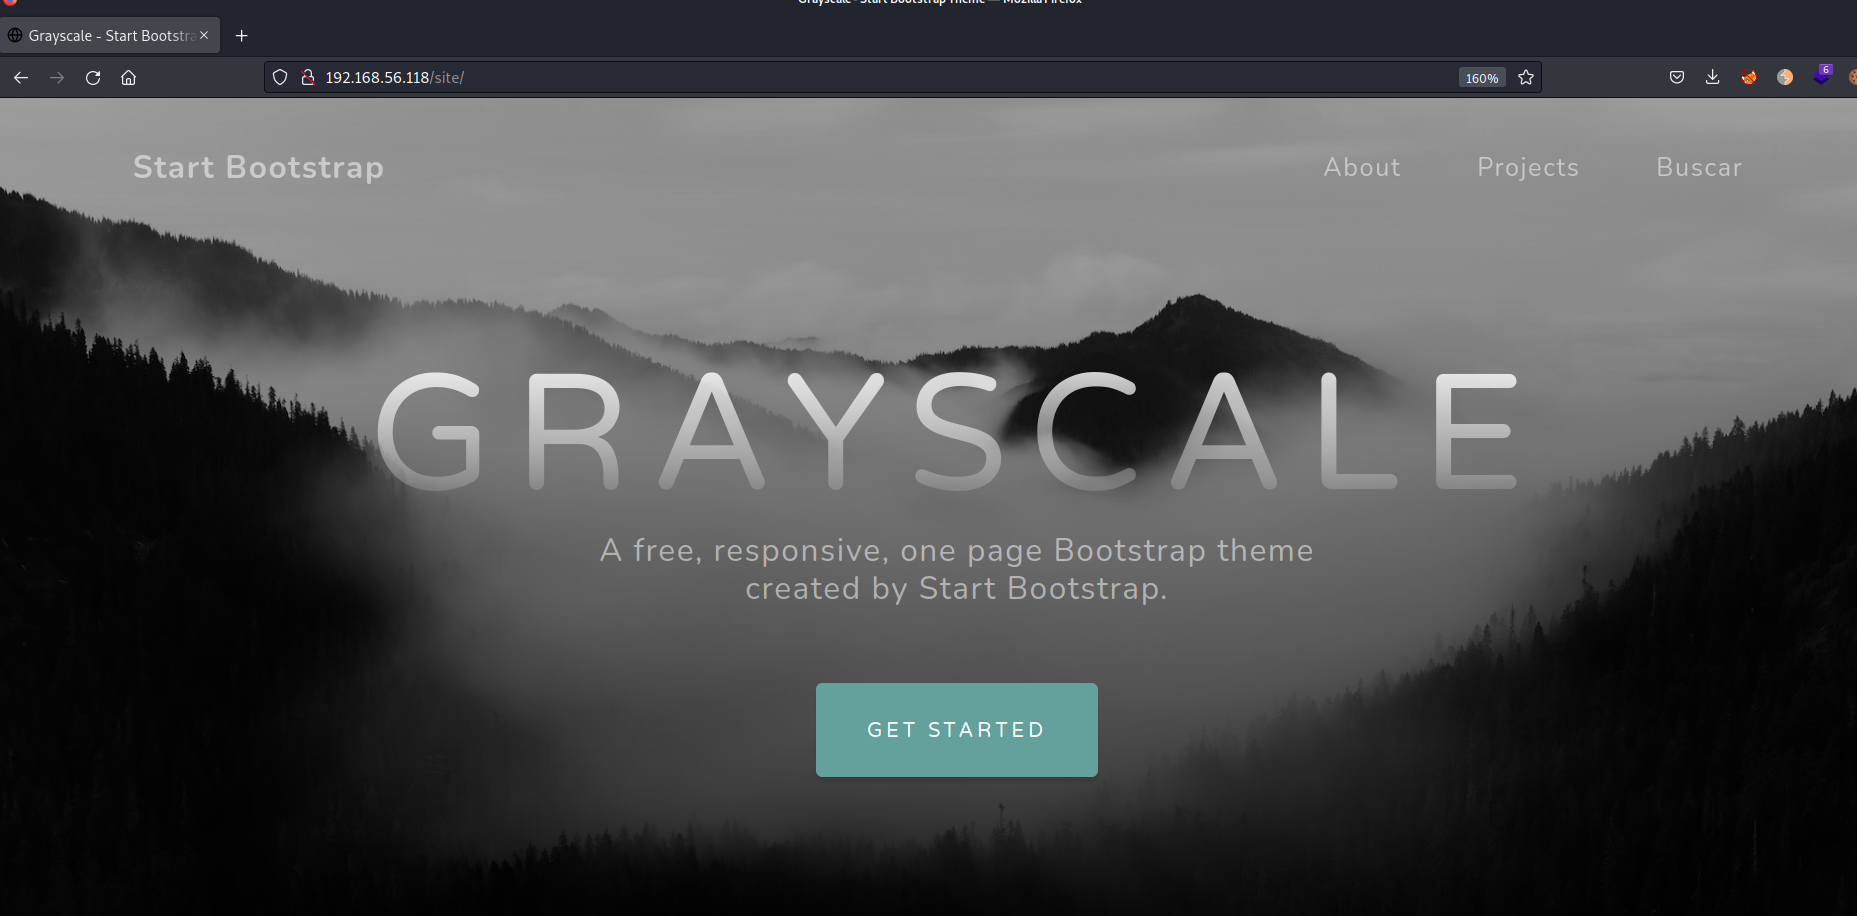 Grayscale - Start Bootstrap Theme — Mozilla Firefox
Grayscale - Start Bootstra
192.168.56.118/site/
160%
6
Start Bootstrap
About
Projects
Buscar
GRAYSCALE
A free, responsive, one page Bootstrap theme
created by Start Bootstrap.
GET STARTED